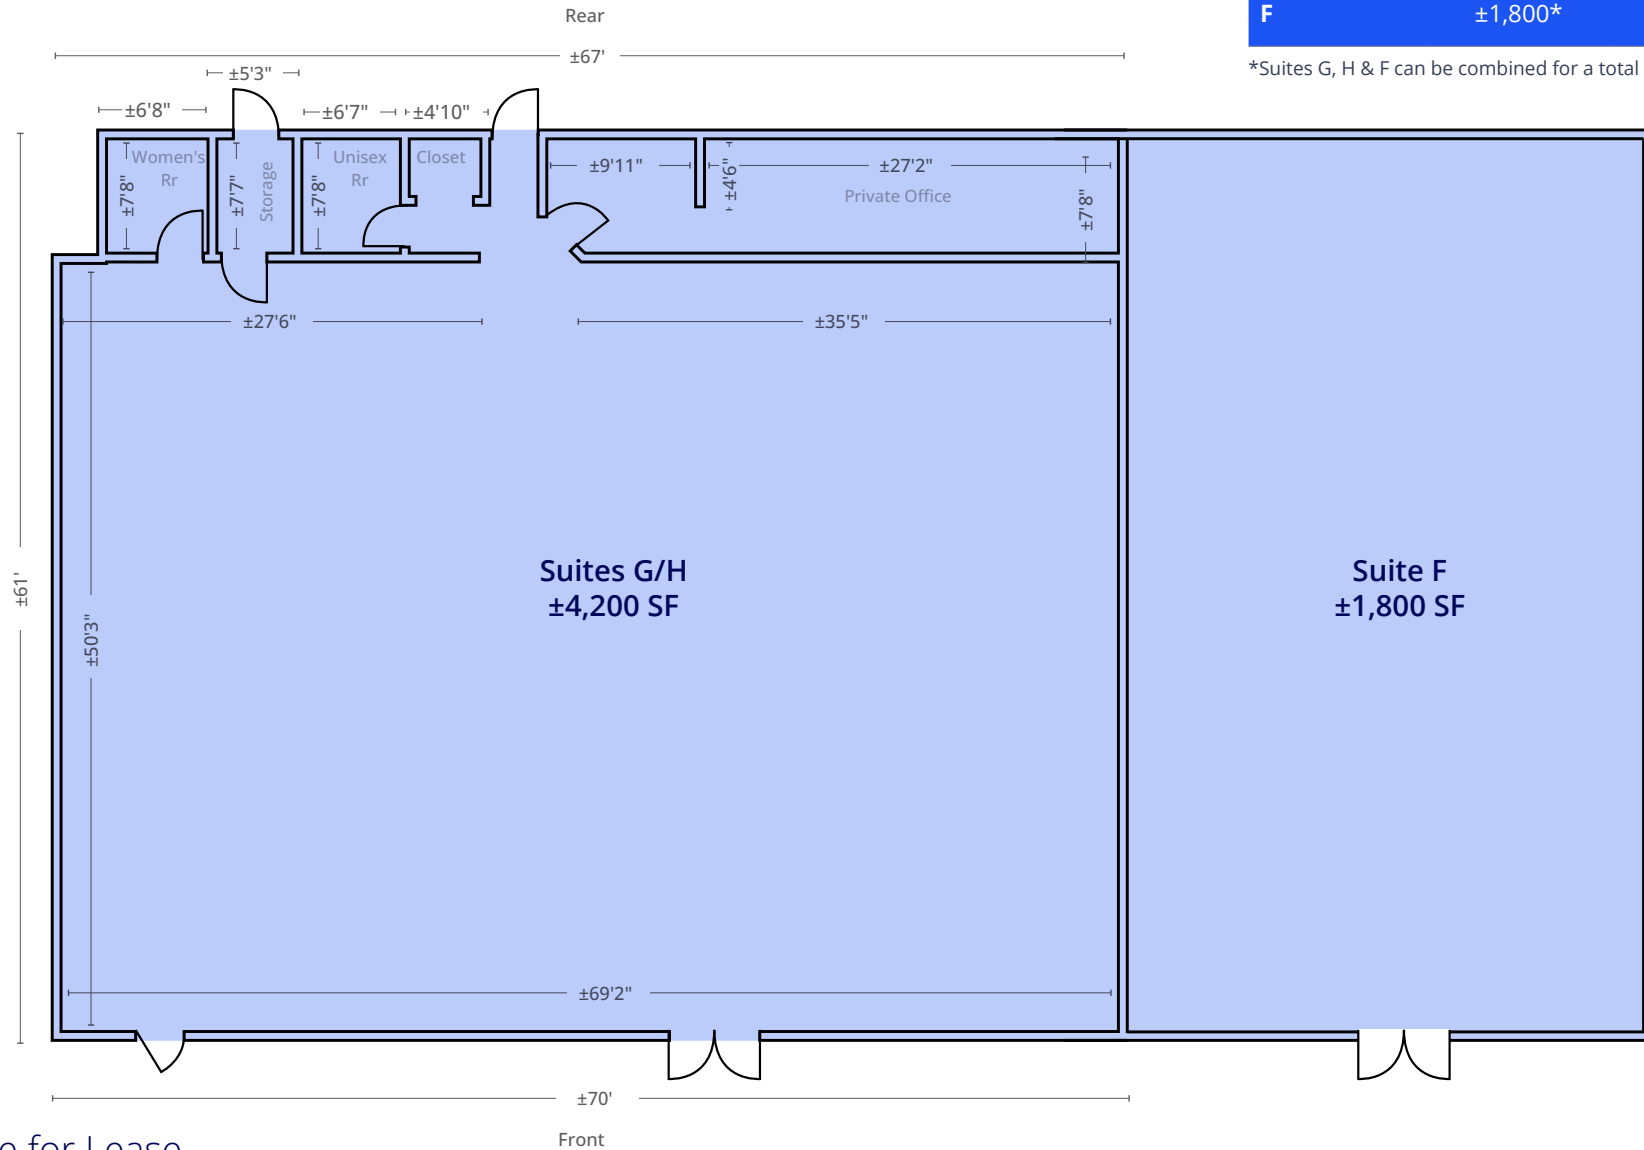 Rear
F ±1,800*
*Suites G, H & F can be combined for a total
±67'
±5'3"
±6'8"
±6'7"
±4'10"
Women's
Rr
±7'8"
±7'7"
Storage
±7'8"
Unisex
Rr
Closet
±9'11"
±4'6"
±27'2"
Private Office
±7'8"
±27'6"
±35'5"
±61'
±50'3"
Suites G/H
±4,200 SF
Suite F
±1,800 SF
±69'2"
±70'
Front
for Lease